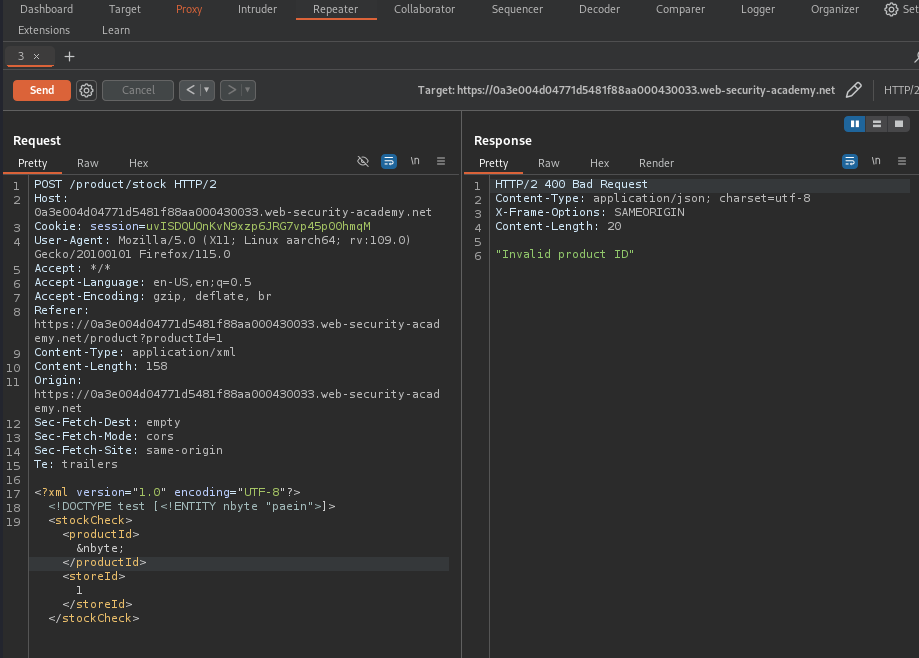 Dashboard Target Proxy Intruder Repeater Collaborator Sequencer Decoder Comparer Logger Organizer Set
Extensions Learn
3 × +
Send Cancel < > Target: https://0a3e004d04771d5481f88aa000430033.web-security-academy.net HTTP/2
Request
Pretty Raw Hex \n
1 POST /product/stock HTTP/2
2 Host:
0a3e004d04771d5481f88aa000430033.web-security-academy.net
3 Cookie: session=uvISDQUQnKvN9xzp6JRG7vp45p00hmqM
4 User-Agent: Mozilla/5.0 (X11; Linux aarch64; rv:109.0)
Gecko/20100101 Firefox/115.0
5 Accept: */*
6 Accept-Language: en-US,en;q=0.5
7 Accept-Encoding: gzip, deflate, br
8 Referer:
https://0a3e004d04771d5481f88aa000430033.web-security-acad
emy.net/product?productId=1
9 Content-Type: application/xml
10 Content-Length: 158
11 Origin:
https://0a3e004d04771d5481f88aa000430033.web-security-acad
emy.net
12 Sec-Fetch-Dest: empty
13 Sec-Fetch-Mode: cors
14 Sec-Fetch-Site: same-origin
15 Te: trailers
16
17 <?xml version="1.0" encoding="UTF-8"?>
18 <!DOCTYPE test [<!ENTITY nbyte "paein">]>
19 <stockCheck>
<productId>
&nbyte;
</productId>
<storeId>
1
</storeId>
</stockCheck>
Response
Pretty Raw Hex Render \n
1 HTTP/2 400 Bad Request
2 Content-Type: application/json; charset=utf-8
3 X-Frame-Options: SAMEORIGIN
4 Content-Length: 20
5
6 "Invalid product ID"